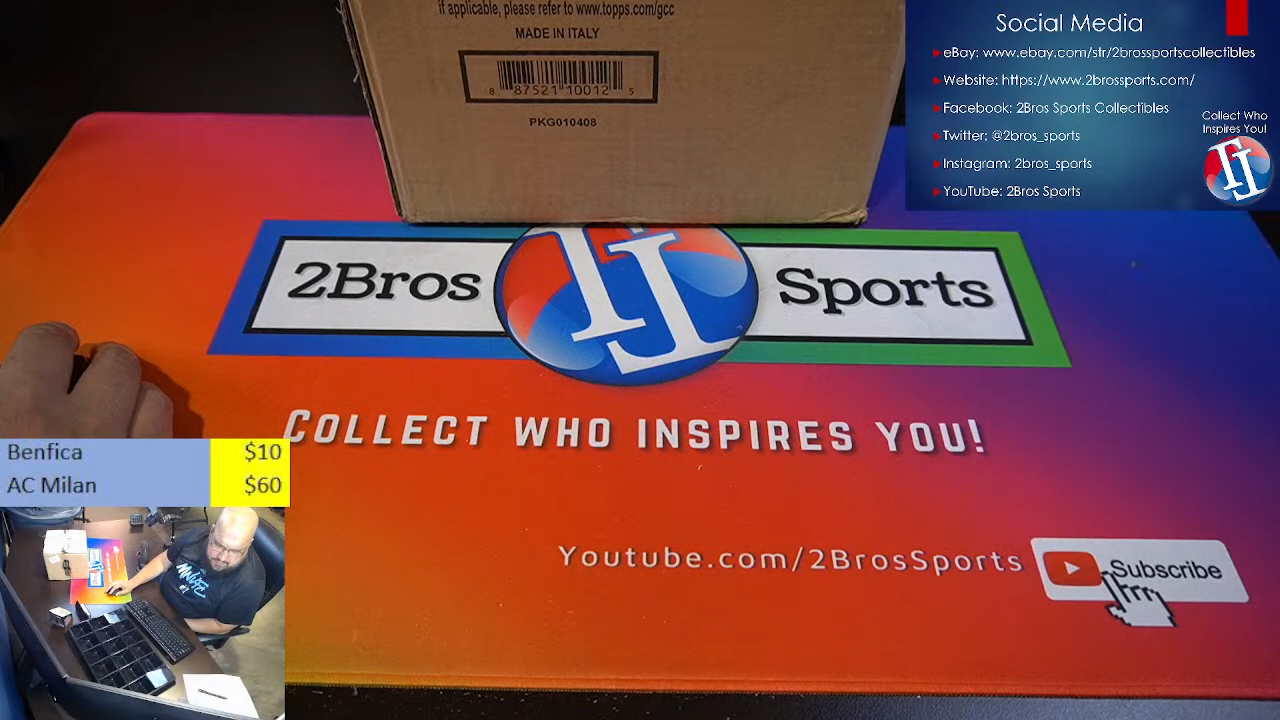 if applicable, please refer to www.topps.com/gcc
MADE IN ITALY
8 87521 10012 5
PKG010408
Social Media
eBay: www.ebay.com/str/2brossportscollectibles
Website: https://www.2brossports.com/
Facebook: 2Bros Sports Collectibles
Twitter: @2bros_sports
Instagram: 2bros_sports
YouTube: 2Bros Sports
Collect Who
Inspires You!
2Bros Sports
COLLECT WHO INSPIRES YOU!
Youtube.com/2BrosSports
Subscribe
Benfica $10
AC Milan $60